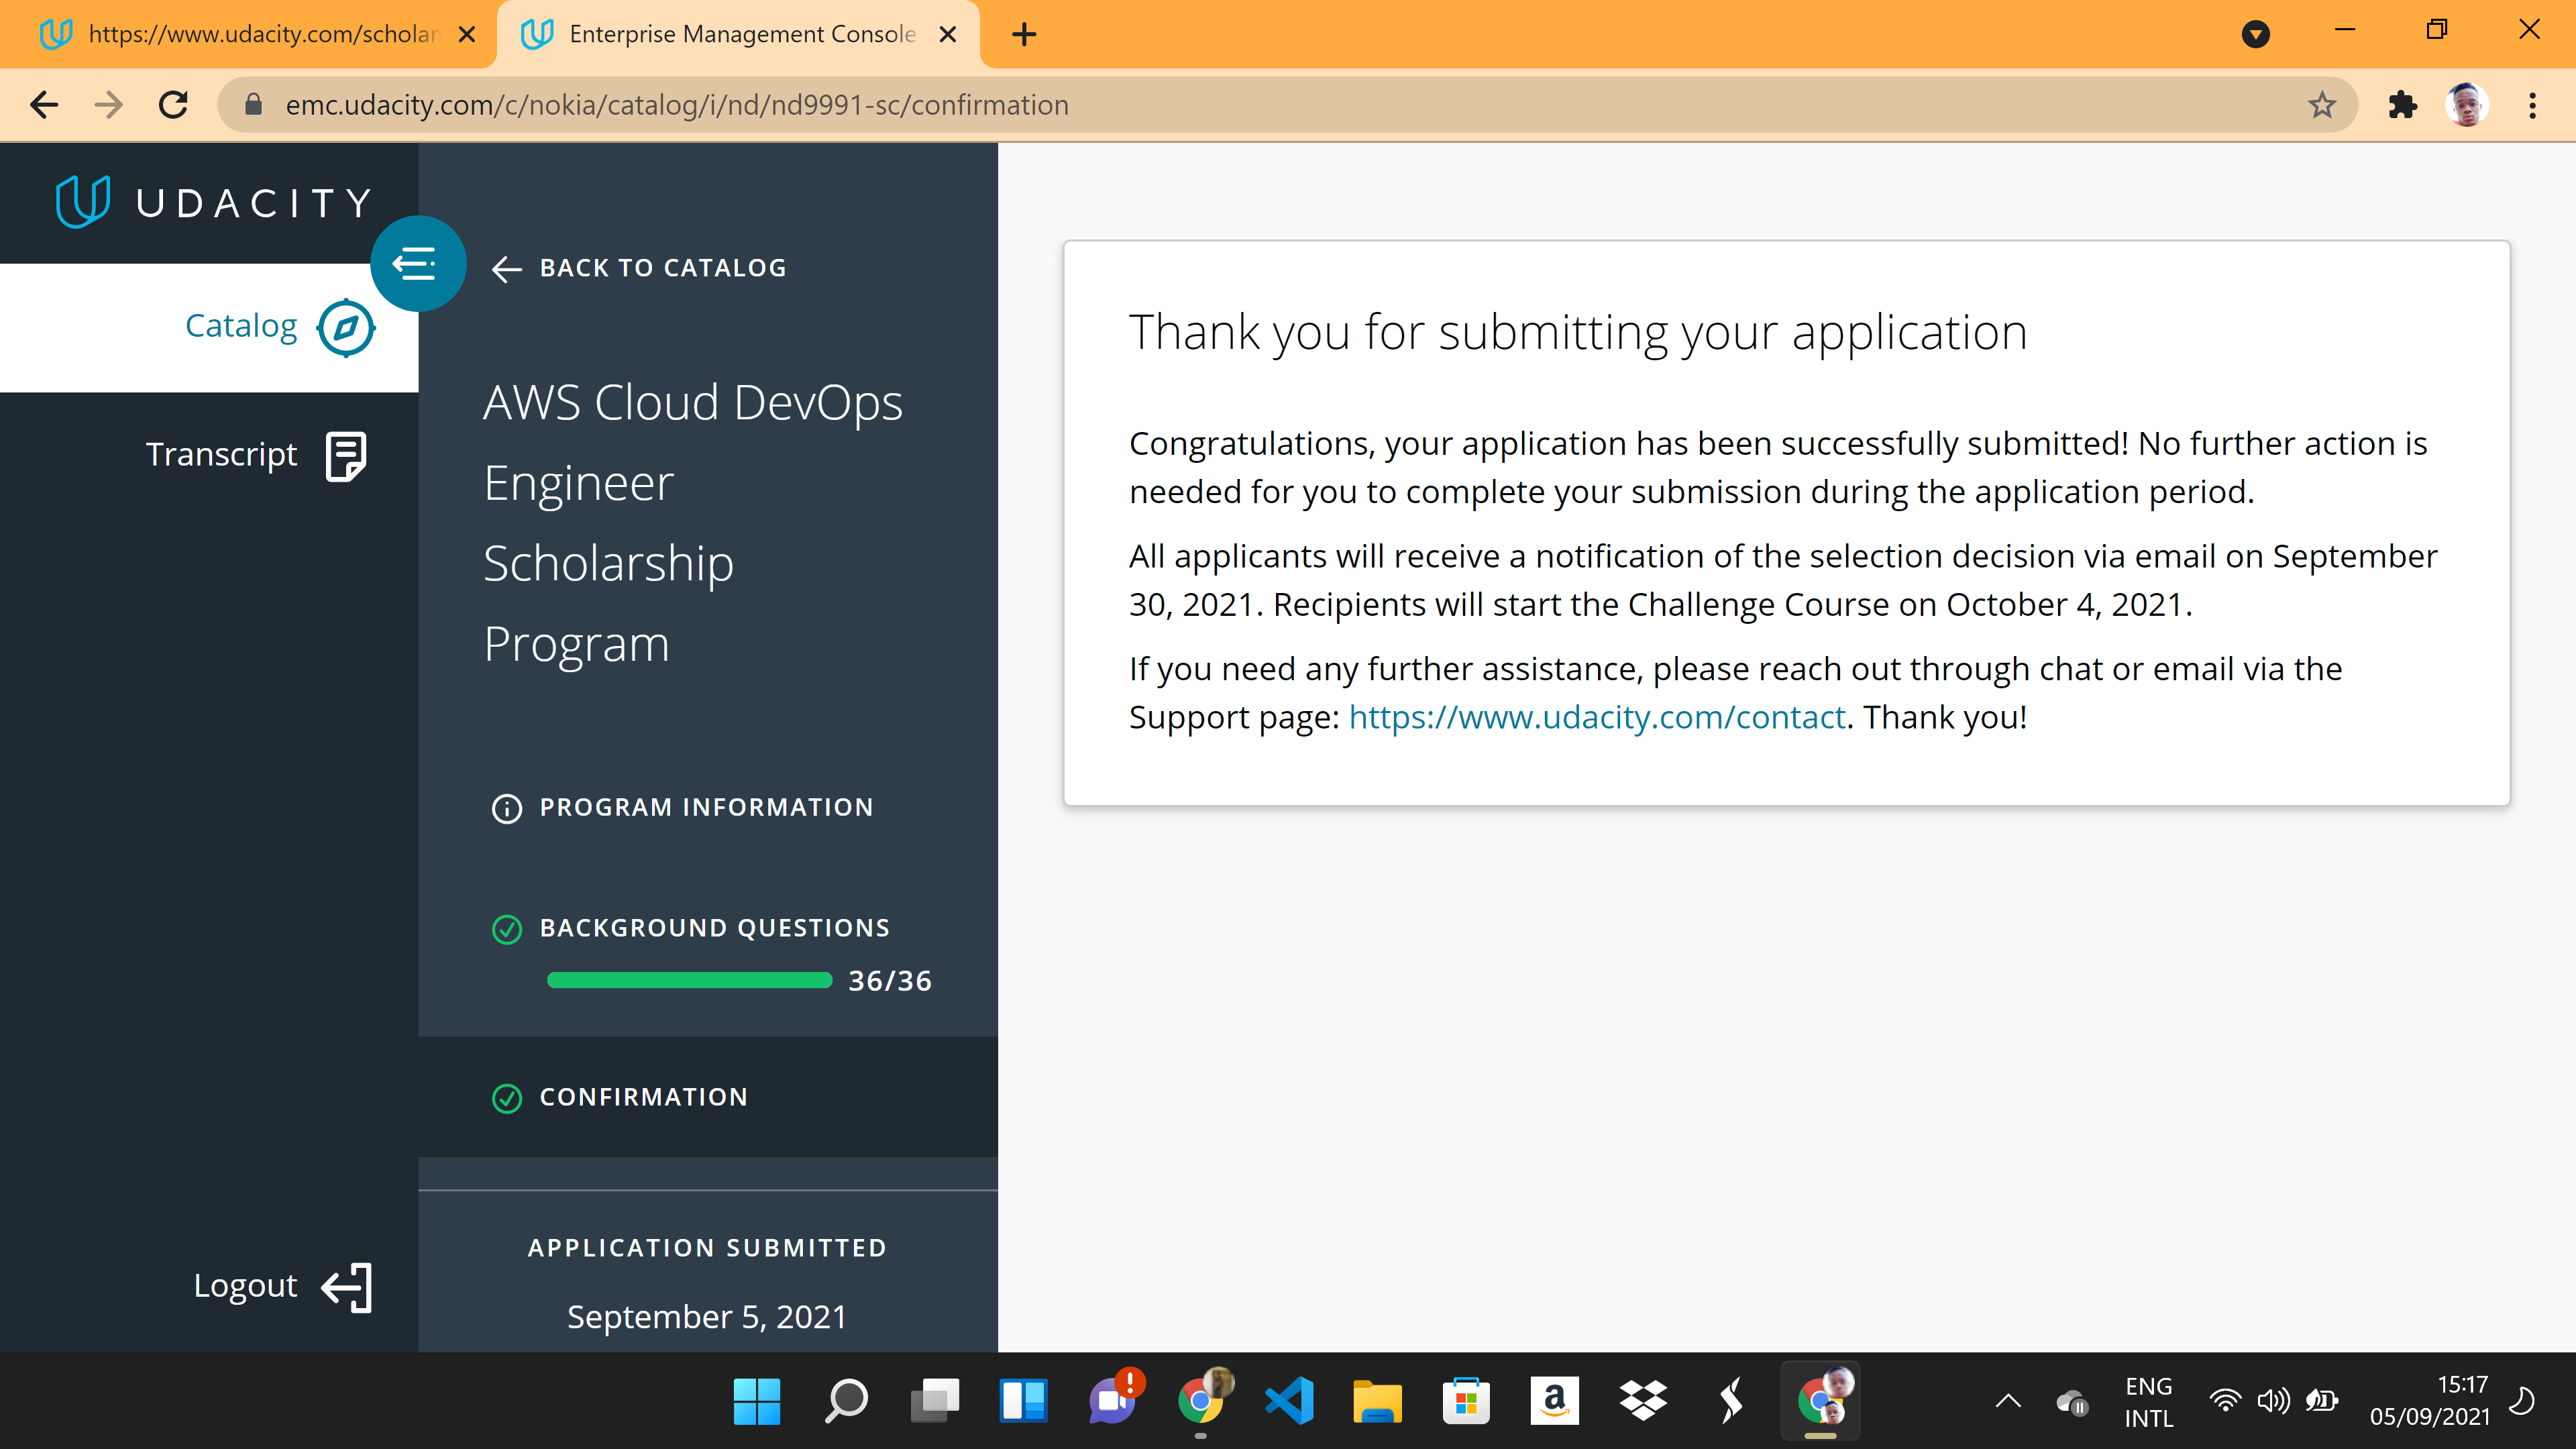 https://www.udacity.com/scholar
Enterprise Management Console
emc.udacity.com/c/nokia/catalog/i/nd/nd9991-sc/confirmation
UDACITY
Catalog
Transcript
Logout
BACK TO CATALOG
AWS Cloud DevOps
Engineer
Scholarship
Program
PROGRAM INFORMATION
BACKGROUND QUESTIONS
36/36
CONFIRMATION
APPLICATION SUBMITTED
September 5, 2021
Thank you for submitting your application
Congratulations, your application has been successfully submitted! No further action is
needed for you to complete your submission during the application period.
All applicants will receive a notification of the selection decision via email on September
30, 2021. Recipients will start the Challenge Course on October 4, 2021.
If you need any further assistance, please reach out through chat or email via the
Support page: https://www.udacity.com/contact. Thank you!
ENG
INTL
15:17
05/09/2021